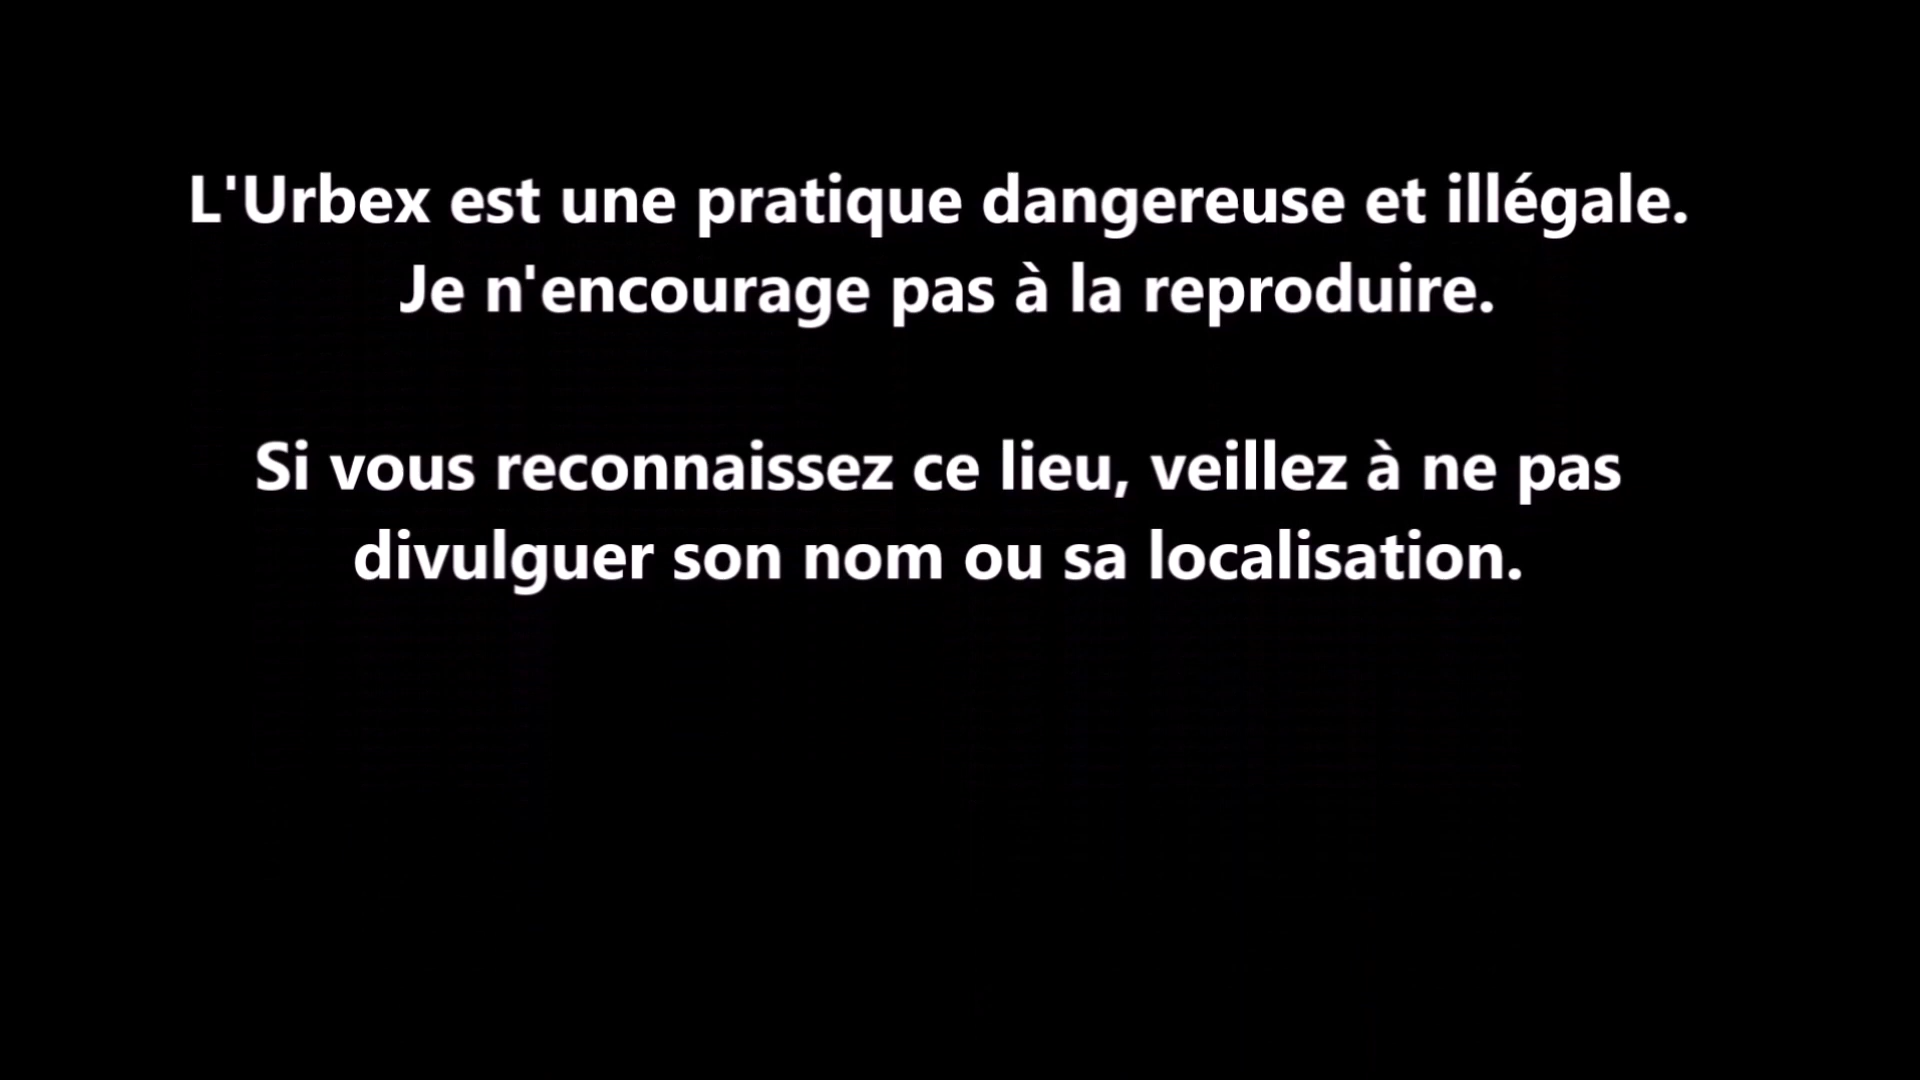 L'Urbex est une pratique dangereuse et illégale.
Je n'encourage pas à la reproduire.
Si vous reconnaissez ce lieu, veillez à ne pas
divulguer son nom ou sa localisation.